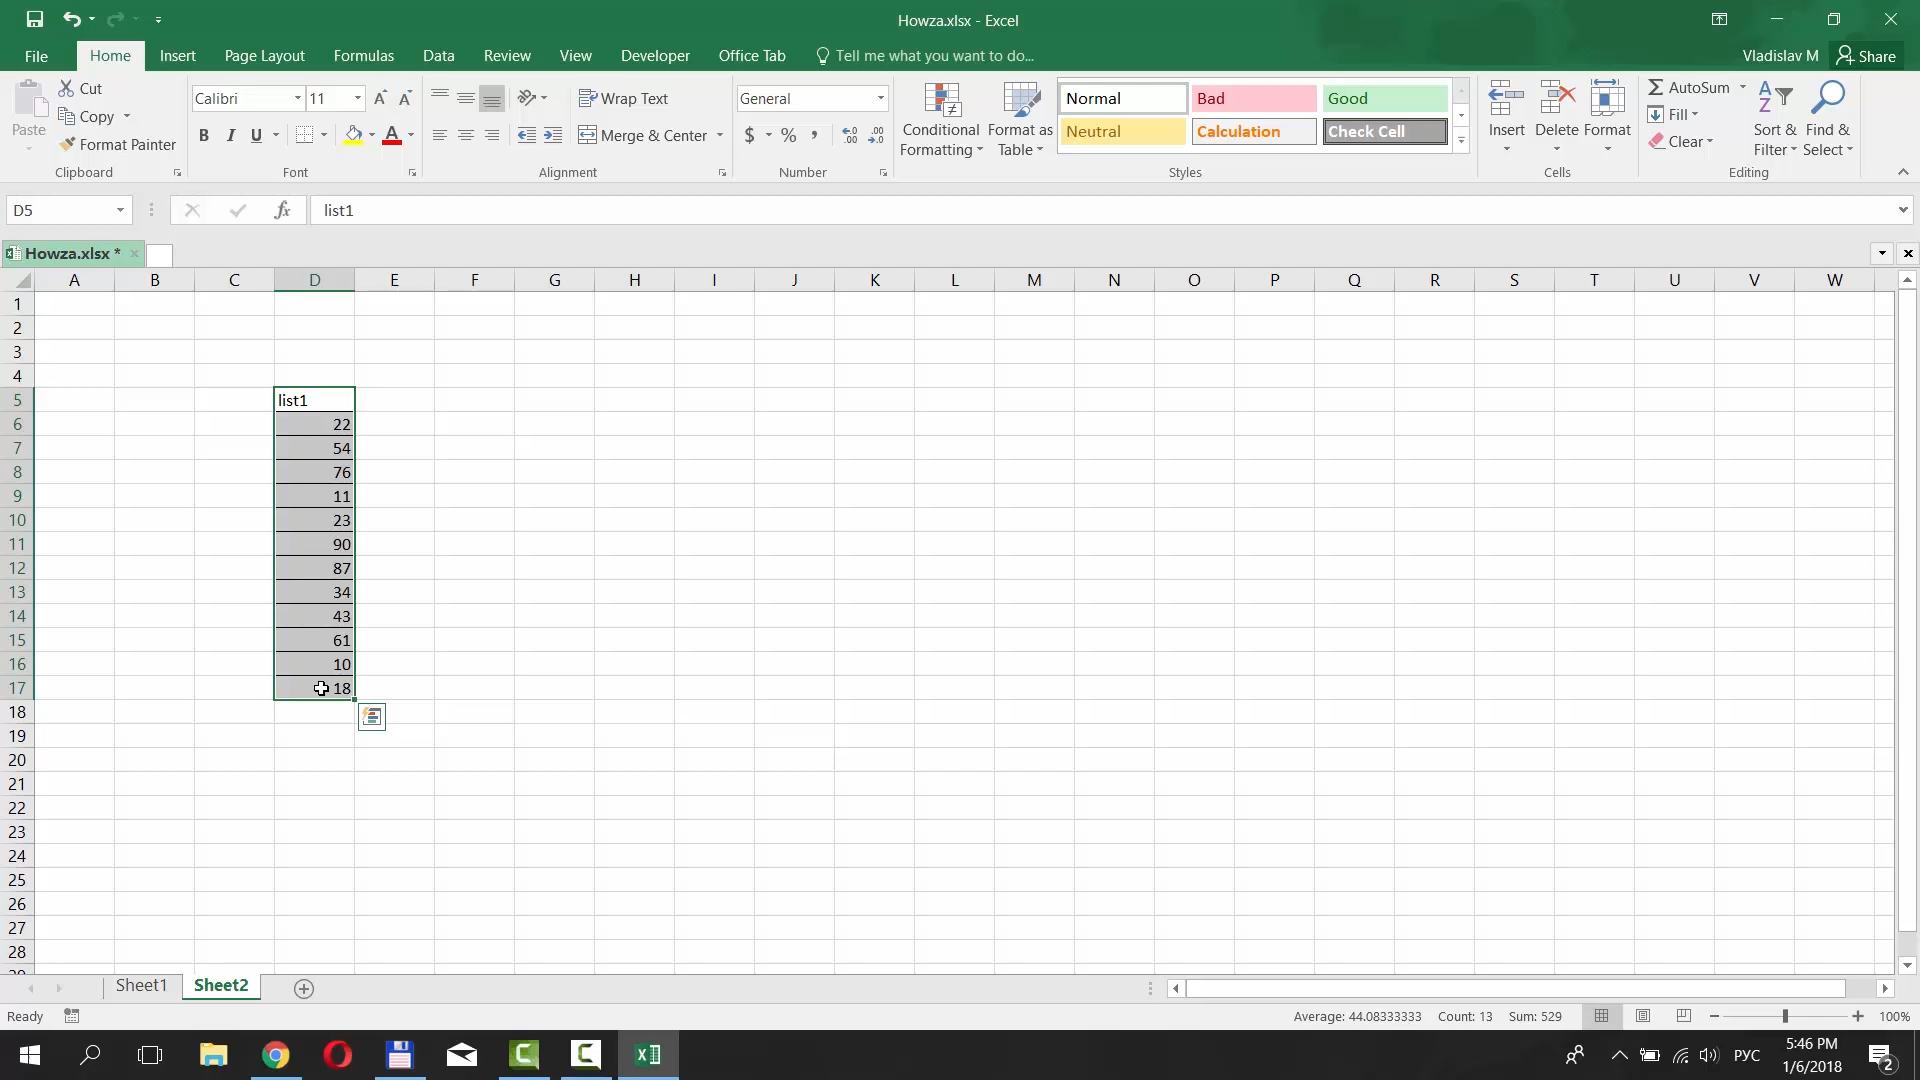 Howza.xlsx - Excel
File Home Insert Page Layout Formulas Data Review View Developer Office Tab Tell me what you want to do... Vladislav M Share
Paste
Cut
Copy
Format Painter
Clipboard
Calibri 11 A A
B I U A
Font
Wrap Text
Merge & Center
Alignment
General
$ % , .00 .00
Number
Conditional Formatting
Format as Table
Normal Bad Good
Neutral Calculation Check Cell
Styles
Insert Delete Format
Cells
AutoSum
Fill
Clear
Sort & Filter
Find & Select
Editing
D5 fx list1
Howza.xlsx *
A B C D E F G H I J K L M N O P Q R S T U V W
1
2
3
4
5 list1
6 22
7 54
8 76
9 11
10 23
11 90
12 87
13 34
14 43
15 61
16 10
17 18
18
19
20
21
22
23
24
25
26
27
28
29
Sheet1 Sheet2
Ready Average: 44.08333333 Count: 13 Sum: 529 100%
РУС 5:46 PM
1/6/2018 2